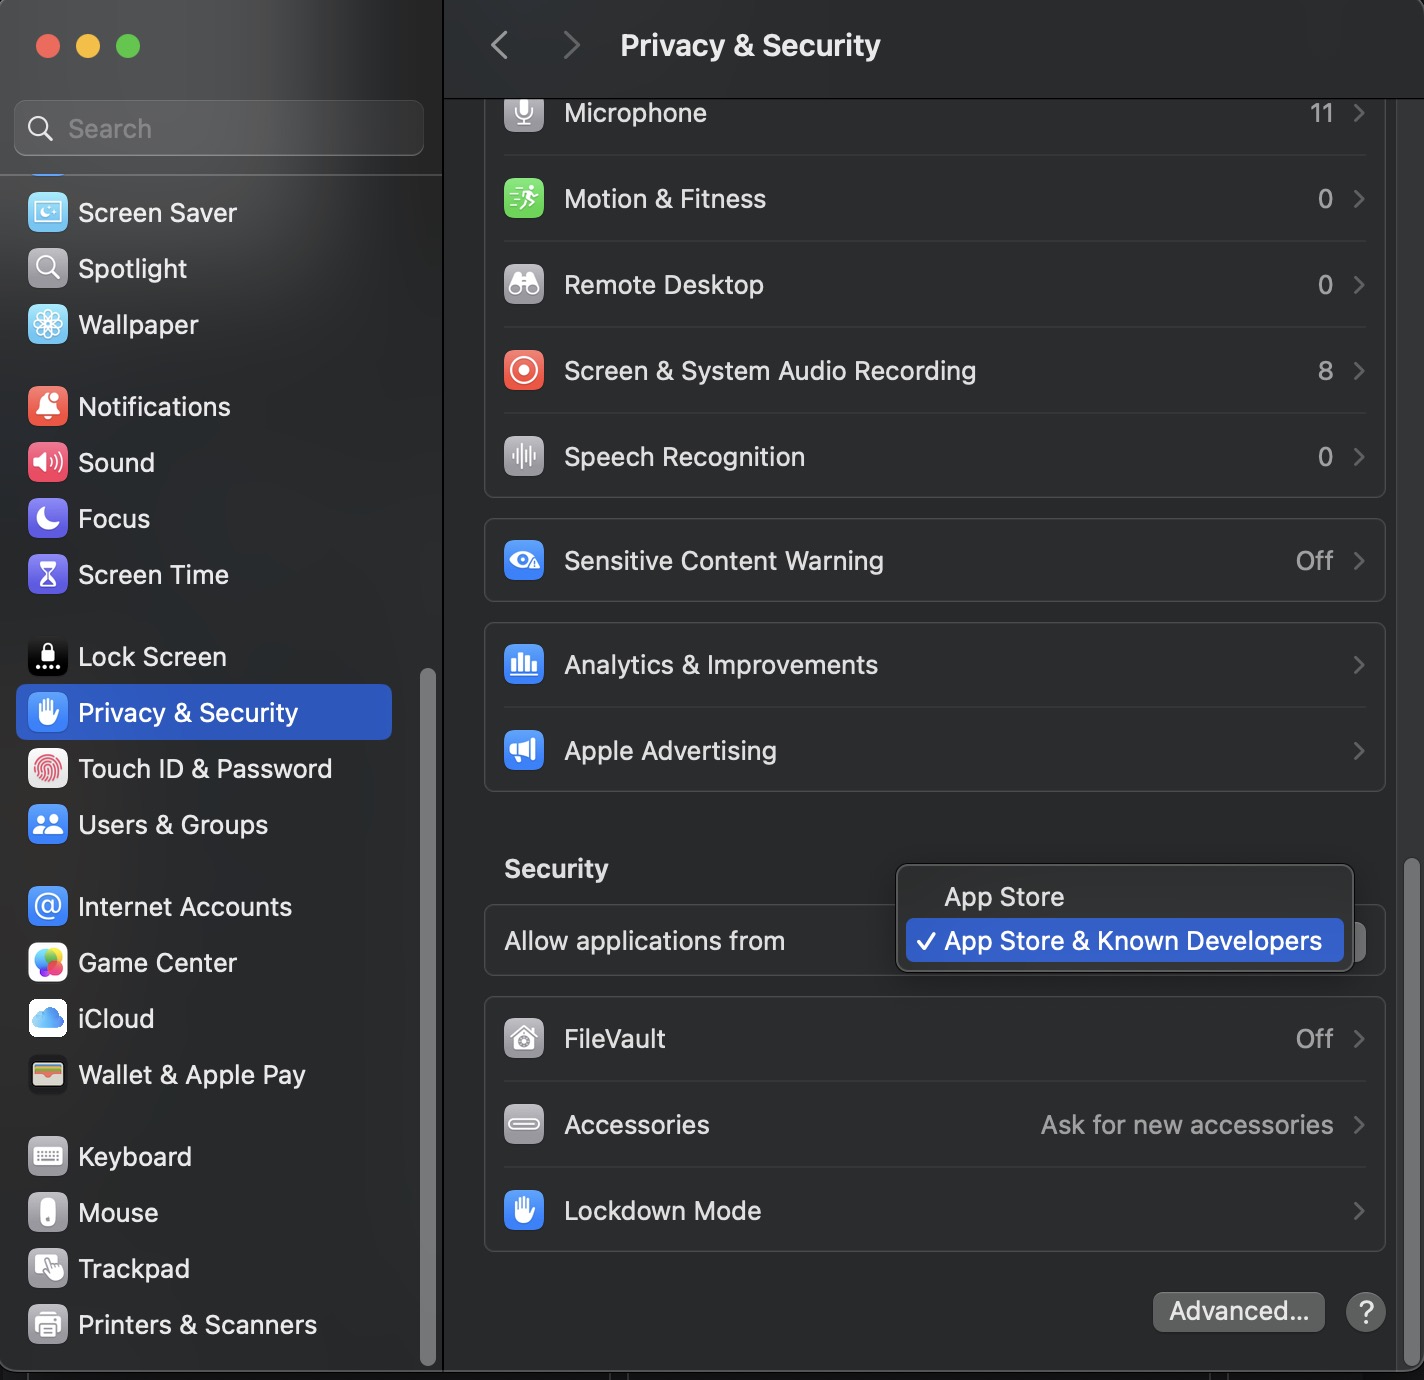 Privacy & Security
Search
Screen Saver
Spotlight
Wallpaper
Notifications
Sound
Focus
Screen Time
Lock Screen
Privacy & Security
Touch ID & Password
Users & Groups
Internet Accounts
Game Center
iCloud
Wallet & Apple Pay
Keyboard
Mouse
Trackpad
Printers & Scanners
Microphone 11
Motion & Fitness 0
Remote Desktop 0
Screen & System Audio Recording 8
Speech Recognition 0
Sensitive Content Warning Off
Analytics & Improvements
Apple Advertising
Security
Allow applications from
App Store
✓ App Store & Known Developers
FileVault Off
Accessories Ask for new accessories
Lockdown Mode
Advanced...
?